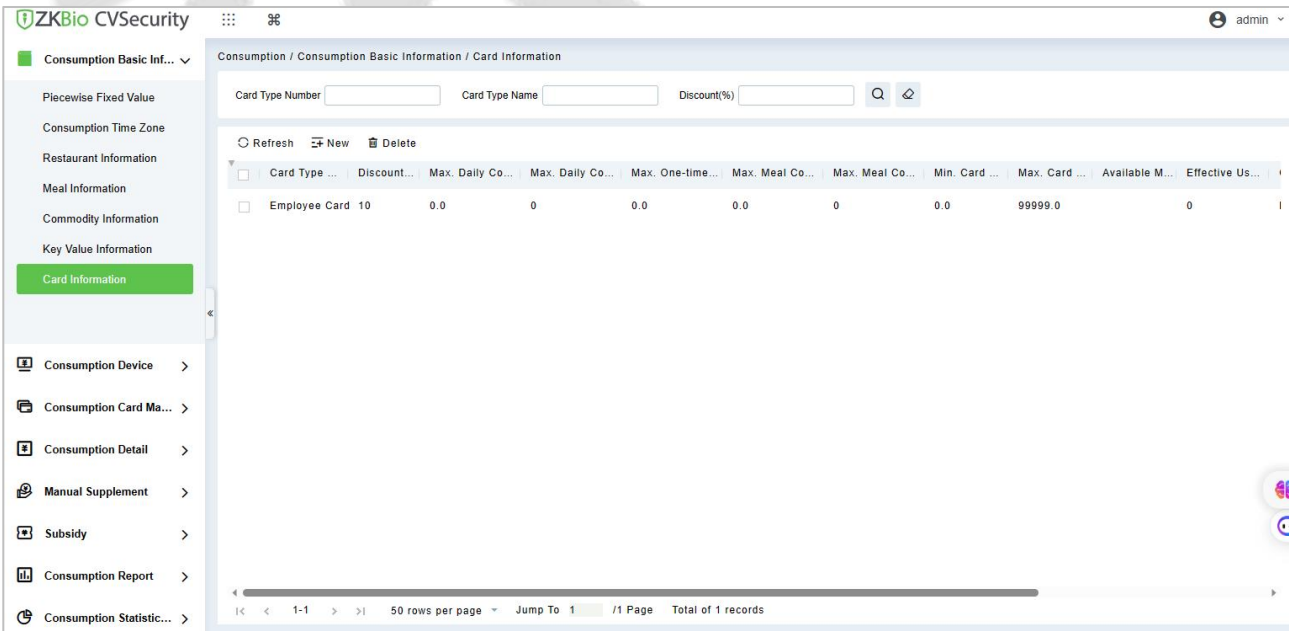 ZKBio CVSecurity
admin
Consumption Basic Inf...
Piecewise Fixed Value
Consumption Time Zone
Restaurant Information
Meal Information
Commodity Information
Key Value Information
Card Information
Consumption Device
Consumption Card Ma...
Consumption Detail
Manual Supplement
Subsidy
Consumption Report
Consumption Statistic...
Consumption / Consumption Basic Information / Card Information
Card Type Number Card Type Name Discount(%)
Refresh New Delete
Card Type ... Discount... Max. Daily Co... Max. Daily Co... Max. One-time... Max. Meal Co... Max. Meal Co... Min. Card ... Max. Card ... Available M... Effective Us...
Employee Card 10 0.0 0 0.0 0.0 0 0.0 99999.0 0
1-1 50 rows per page Jump To 1 /1 Page Total of 1 records